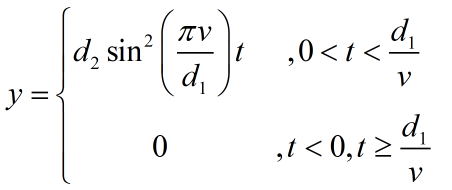 y = { d₂ sin² (πv / d₁) t , 0 < t < d₁ / v
0 , t < 0, t ≥ d₁ / v